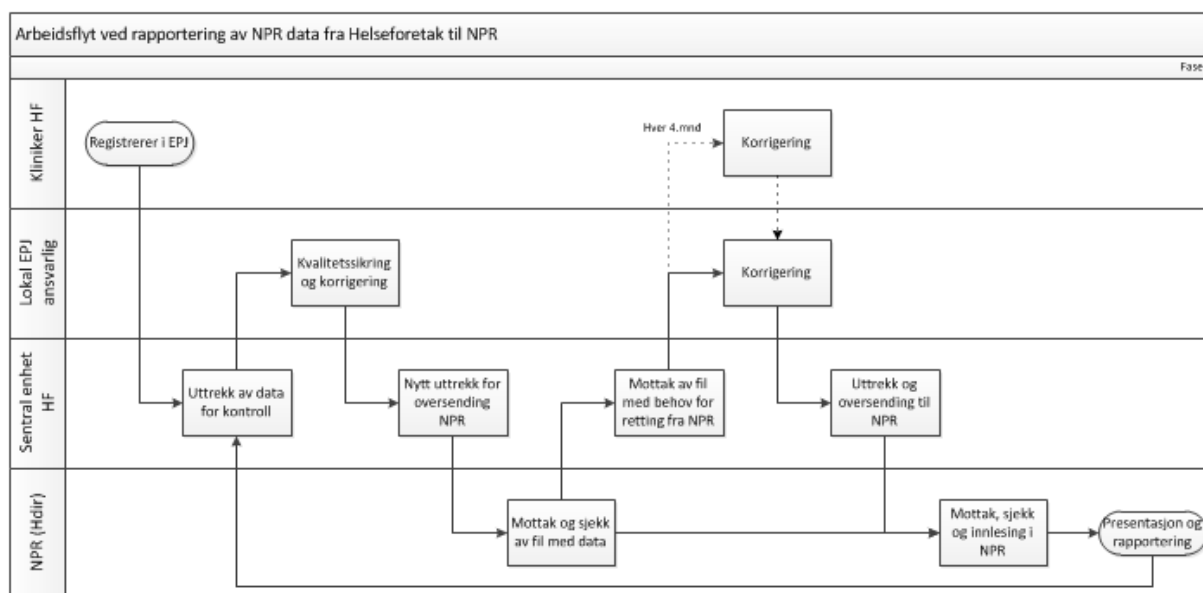 Arbeidsflyt ved rapportering av NPR data fra Helseforetak til NPR
Fase
Kliniker HF
Registrerer i EPJ
Hver 4.mnd
Korrigering
Lokal EPJ
ansvarlig
Kvalitetssikring
og korrigering
Korrigering
Sentral enhet
HF
Uttrekk av data
for kontroll
Nytt uttrekk for
oversending
NPR
Mottak av fil
med behov for
retting fra NPR
Uttrekk og
oversending til
NPR
NPR (Hdir)
Mottak og sjekk
av fil med data
Mottak, sjekk
og innlesing i
NPR
Presentasjon og
rapportering